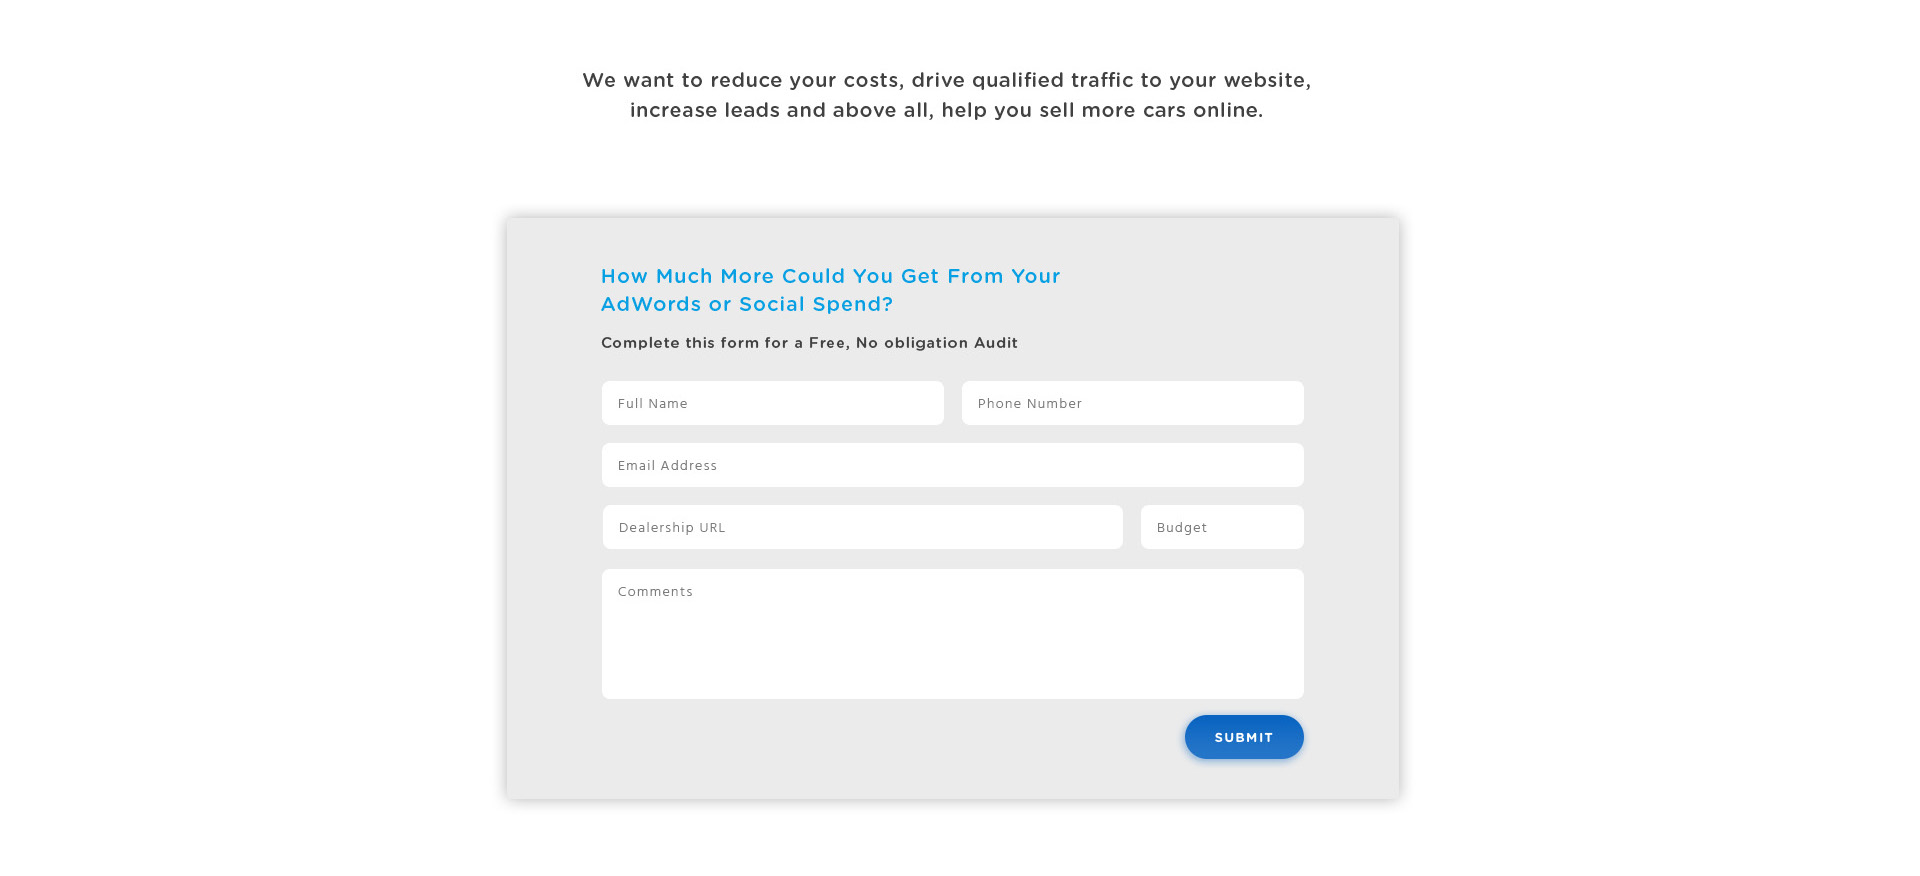 We want to reduce your costs, drive qualified traffic to your website,
increase leads and above all, help you sell more cars online.
How Much More Could You Get From Your
AdWords or Social Spend?
Complete this form for a Free, No obligation Audit
Full Name
Phone Number
Email Address
Dealership URL
Budget
Comments
SUBMIT